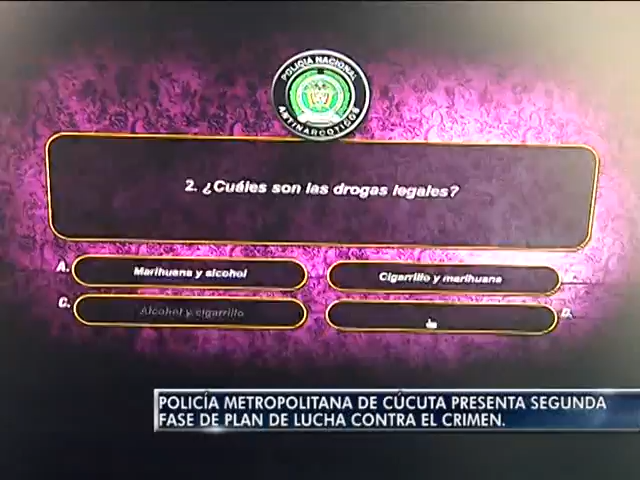 POLICÍA NACIONAL
ANTINARCOTICOS
2. ¿Cuáles son las drogas legales?
A. Marihuana y alcohol
Cigarrillo y marihuana
C. Alcohol y cigarrillo
D.
POLICÍA METROPOLITANA DE CÚCUTA PRESENTA SEGUNDA
FASE DE PLAN DE LUCHA CONTRA EL CRIMEN.